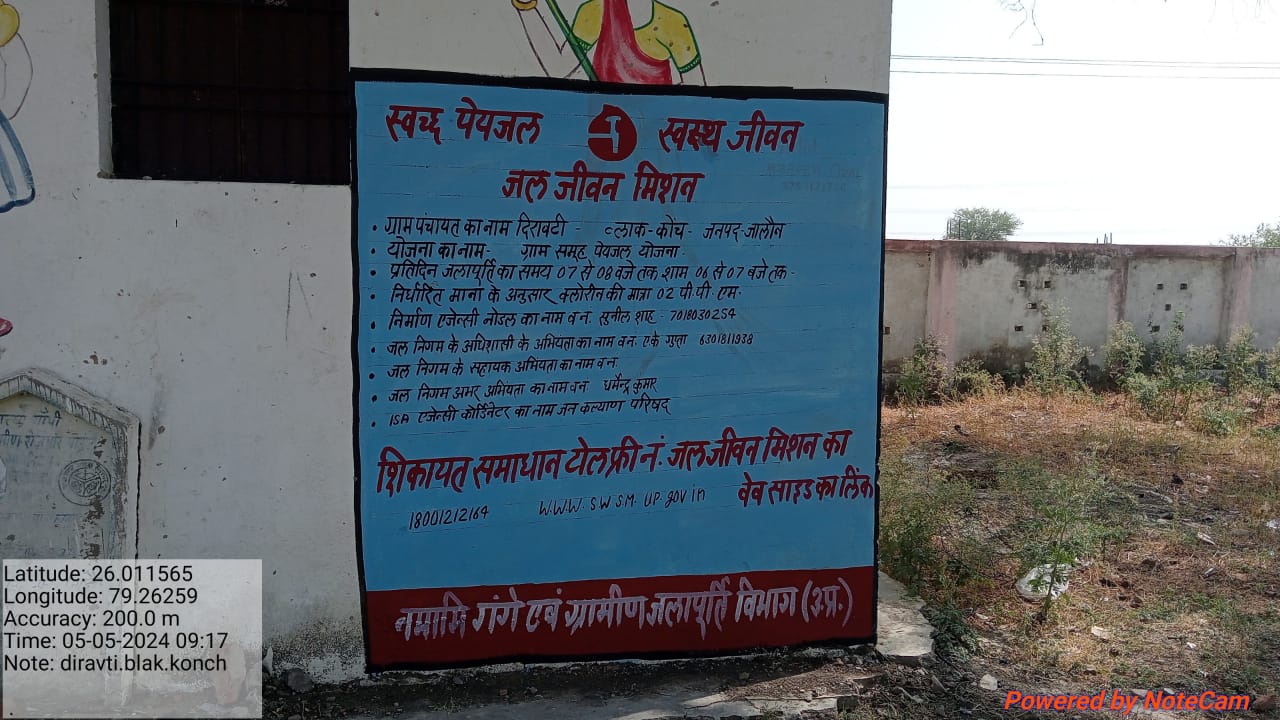 स्वच्छ पेयजल स्वस्थ जीवन
जल जीवन मिशन
• ग्राम पंचायत का नाम दिरावटी - ब्लाक-कोंच- जनपद-जालौन
• योजना का नाम- ग्राम समूह पेयजल योजना.
• प्रतिदिन जलापूर्ति का समय 07 से 08 बजे तक शाम 06 से 07 बजे तक-
• निर्धारित मानों के अनुसार क्लोरीन की मात्रा 02 पी.पी. एम.
• निर्माण एजेन्सी नोडल का नाम व नं. सुनील शाह - 7018030254
• जल निगम के अधिशासी के अभियंता का नाम व नं. एके गुप्ता 6301811938
• जल निगम के सहायक अभियंता का नाम व नं.
• जल निगम अभर अभियंता का नाम व नं धर्मेन्द्र कुमार
• ISA एजेन्सी कोर्डिनेटर का नाम जन कल्याण परिषद्
शिकायत समाधान टोलफ्री नं. जल जीवन मिशन का
वेब साइड का लिंक
18001212164 W.W.W. SWSM. UP. gov in
नमामि गंगे एवं ग्रामीण जलापूर्ति विभाग (उ.प्र.)
गाँधी
Latitude: 26.011565
Longitude: 79.26259
Accuracy: 200.0 m
Time: 05-05-2024 09:17
Note: diravti.blak.konch
Powered by NoteCam